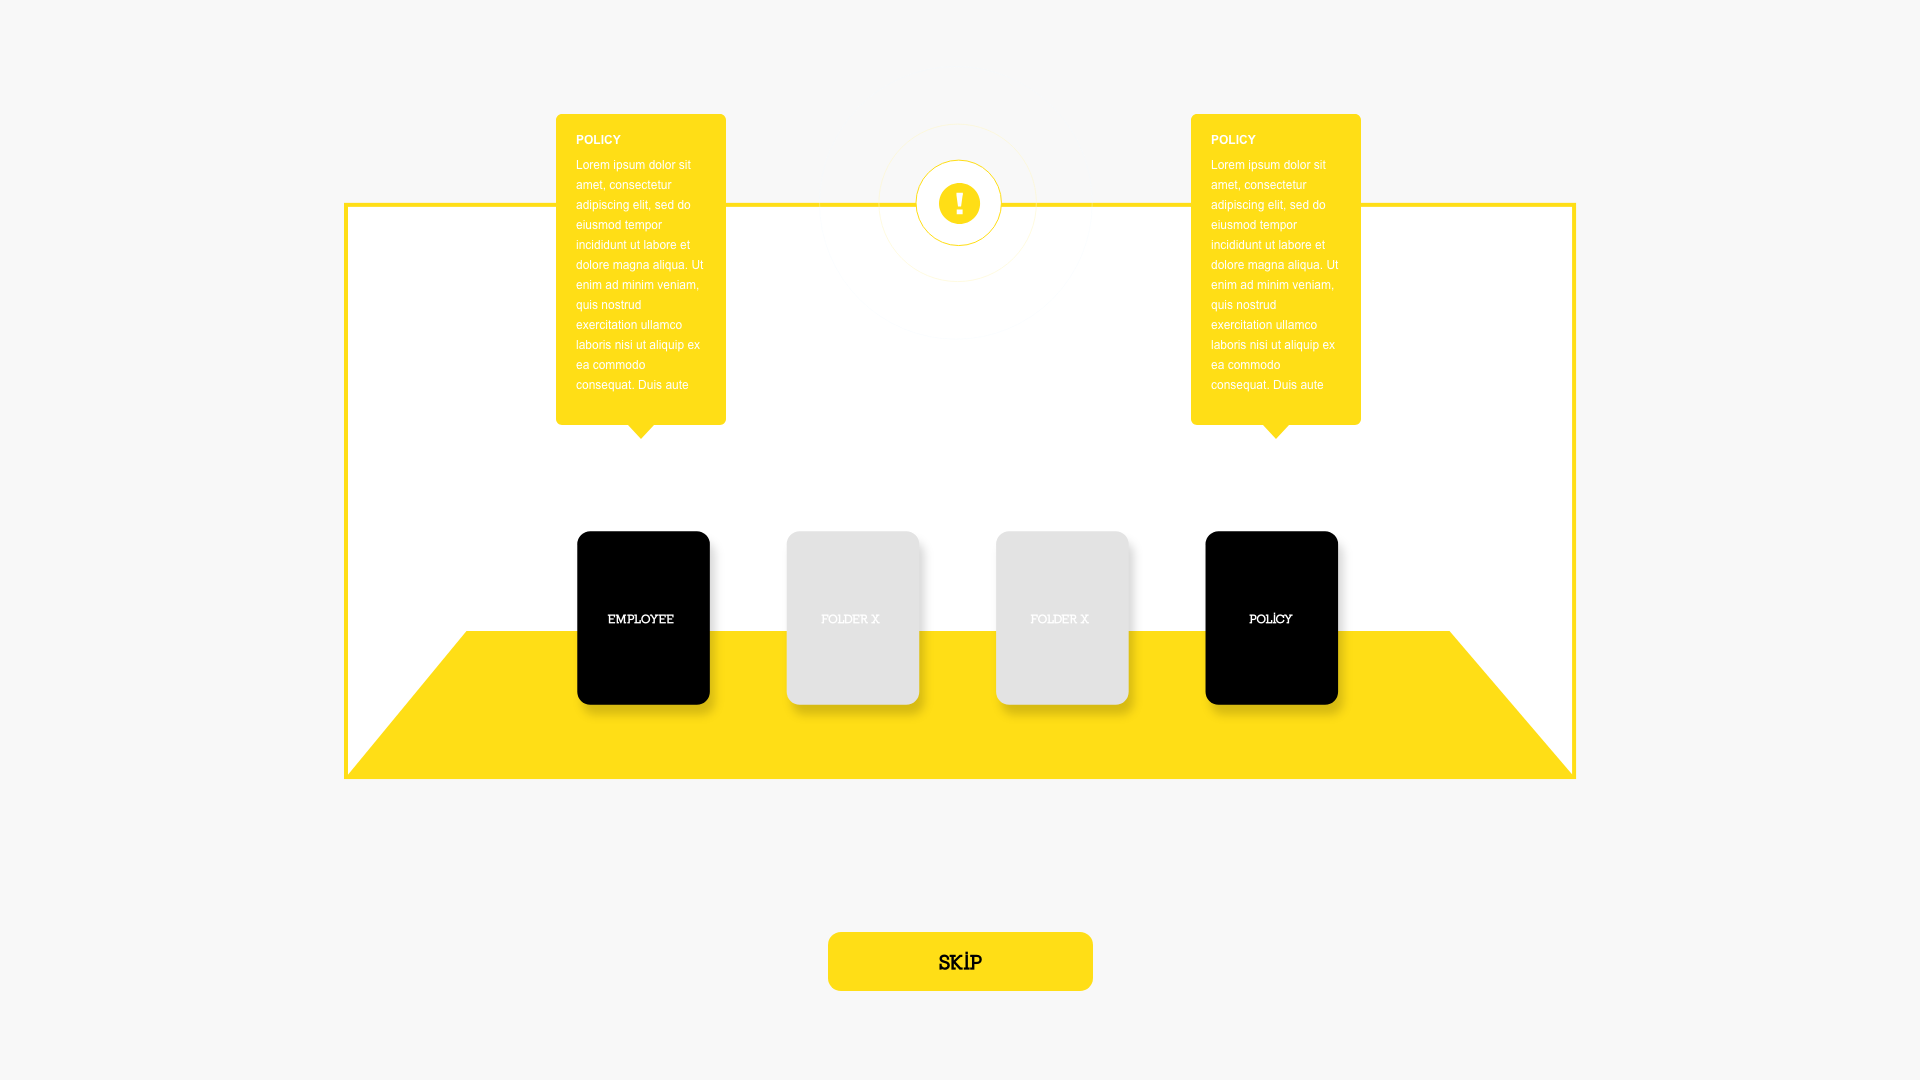 POLICY
Lorem ipsum dolor sit
amet, consectetur
adipiscing elit, sed do
eiusmod tempor
incididunt ut labore et
dolore magna aliqua. Ut
enim ad minim veniam,
quis nostrud
exercitation ullamco
laboris nisi ut aliquip ex
ea commodo
consequat. Duis aute
!
POLICY
Lorem ipsum dolor sit
amet, consectetur
adipiscing elit, sed do
eiusmod tempor
incididunt ut labore et
dolore magna aliqua. Ut
enim ad minim veniam,
quis nostrud
exercitation ullamco
laboris nisi ut aliquip ex
ea commodo
consequat. Duis aute
EMPLOYEE
FOLDER X
FOLDER X
POLİCY
SKİP